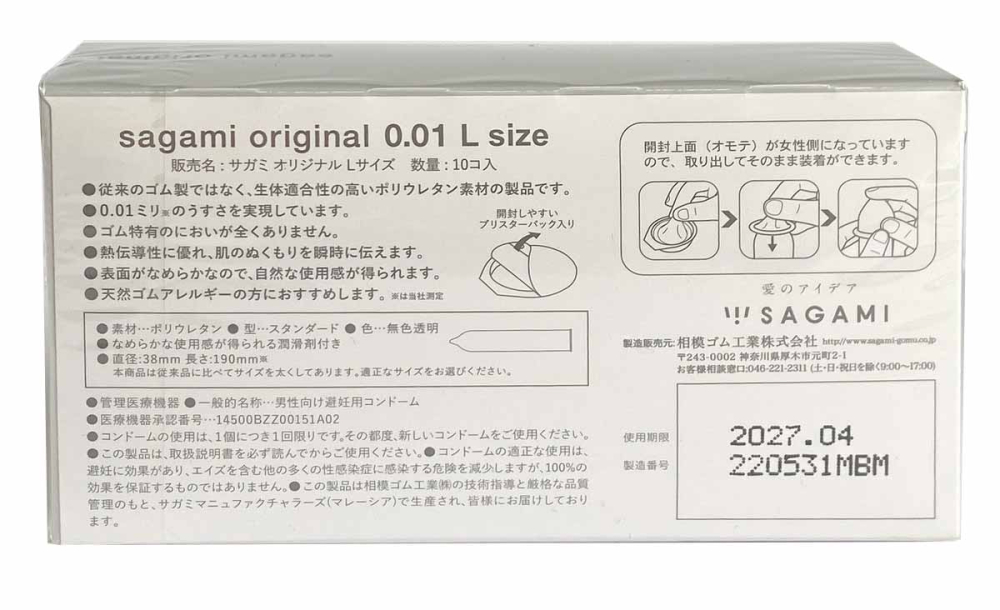 sagami original 0.01 L size
販売名：サガミ オリジナル Lサイズ 数量：10コ入
●従来のゴム製ではなく、生体適合性の高いポリウレタン素材の製品です。
●0.01ミリ※のうすさを実現しています。
●ゴム特有のにおいが全くありません。
●熱伝導性に優れ、肌のぬくもりを瞬時に伝えます。
●表面がなめらかなので、自然な使用感が得られます。
●天然ゴムアレルギーの方におすすめします。 ※は当社測定
開封しやすい
ブリスターパック入り
●素材…ポリウレタン ●型…スタンダード ●色…無色透明
●なめらかな使用感が得られる潤滑剤付き
●直径:38mm 長さ:190mm※
本商品は従来品に比べてサイズを太くしてあります。適正なサイズをお選びください。
●管理医療機器 ●一般的名称…男性向け避妊用コンドーム
●医療機器承認番号…14500BZZ00151A02
●コンドームの使用は、1個につき1回限りです。その都度、新しいコンドームをご使用ください。
●この製品は、取扱説明書を必ず読んでからご使用ください。●コンドームの適正な使用は、
避妊に効果があり、エイズを含む他の多くの性感染症に感染する危険を減少しますが、100%の
効果を保証するものではありません。●この製品は相模ゴム工業㈱の技術指導と厳格な品質
管理のもと、サガミマニュファクチャラーズ(マレーシア)で生産され、皆様にお届けしており
ます。
開封上面（オモテ）が女性側になっています
ので、取り出してそのまま装着ができます。
愛のアイデア
SAGAMI
製造販売元:相模ゴム工業株式会社 http://www.sagami-gomu.co.jp
〒243-0002 神奈川県厚木市元町2-1
お客様相談窓口:046-221-2311 (土・日・祝日を除く9:00〜17:00)
使用期限 2027.04
製造番号 220531MBM